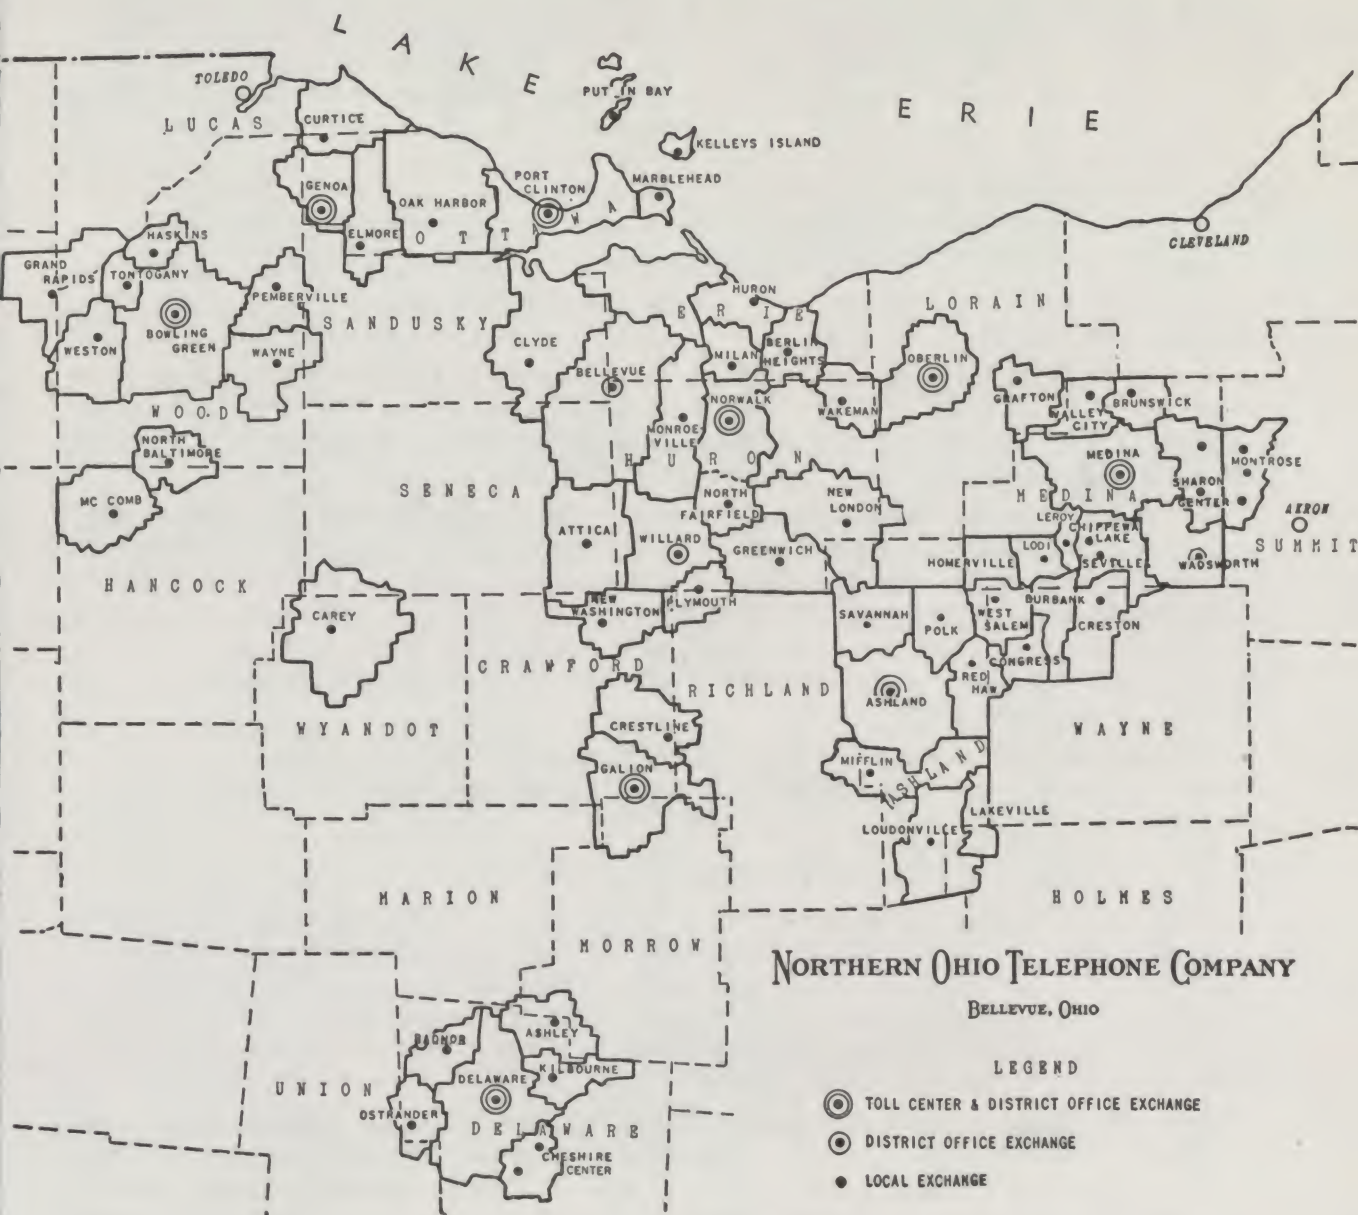 LAKE ERIE
TOLEDO
LUCAS
CURTICE
PUT IN BAY
KELLEYS ISLAND
GENOA
OAK HARBOR
PORT
CLINTON
MARBLEHEAD
ELMORE
OTTAWA
CLEVELAND
HASKINS
GRAND
RAPIDS
TONTOGANY
PEMBERVILLE
BOWLING
GREEN
WESTON
WAYNE
WOOD
SANDUSKY
CLYDE
BELLEVUE
HURON
ERIE
MILAN
BERLIN
HEIGHTS
LORAIN
OBERLIN
NORWALK
WAKEMAN
MONROE-
VILLE
HURON
GRAFTON
VALLEY
CITY
BRUNSWICK
MEDINA
MEDINA
SHARON
CENTER
MONTROSE
AKRON
SUMMIT
NORTH
BALTIMORE
MC COMB
HANCOCK
SENECA
ATTICA
WILLARD
NORTH
FAIRFIELD
NEW
LONDON
GREENWICH
LEROY
CHIPPEWA
LAKE
LODI
HOMERVILLE
SEVILLE
WADSWORTH
CAREY
NEW
WASHINGTON
PLYMOUTH
SAVANNAH
POLK
WEST
SALEM
BURBANK
CRESTON
CONGRESS
RED
HAW
CRAWFORD
RICHLAND
ASHLAND
WYANDOT
CRESTLINE
GALION
MIFFLIN
ASHLAND
WAYNE
LAKEVILLE
LOUDONVILLE
MARION
MORROW
HOLMES
NORTHERN OHIO TELEPHONE COMPANY
BELLEVUE, OHIO
RADNOR
ASHLEY
DELAWARE
KILBOURNE
UNION
OSTRANDER
DELAWARE
CHESHIRE
CENTER
LEGEND
TOLL CENTER & DISTRICT OFFICE EXCHANGE
DISTRICT OFFICE EXCHANGE
LOCAL EXCHANGE